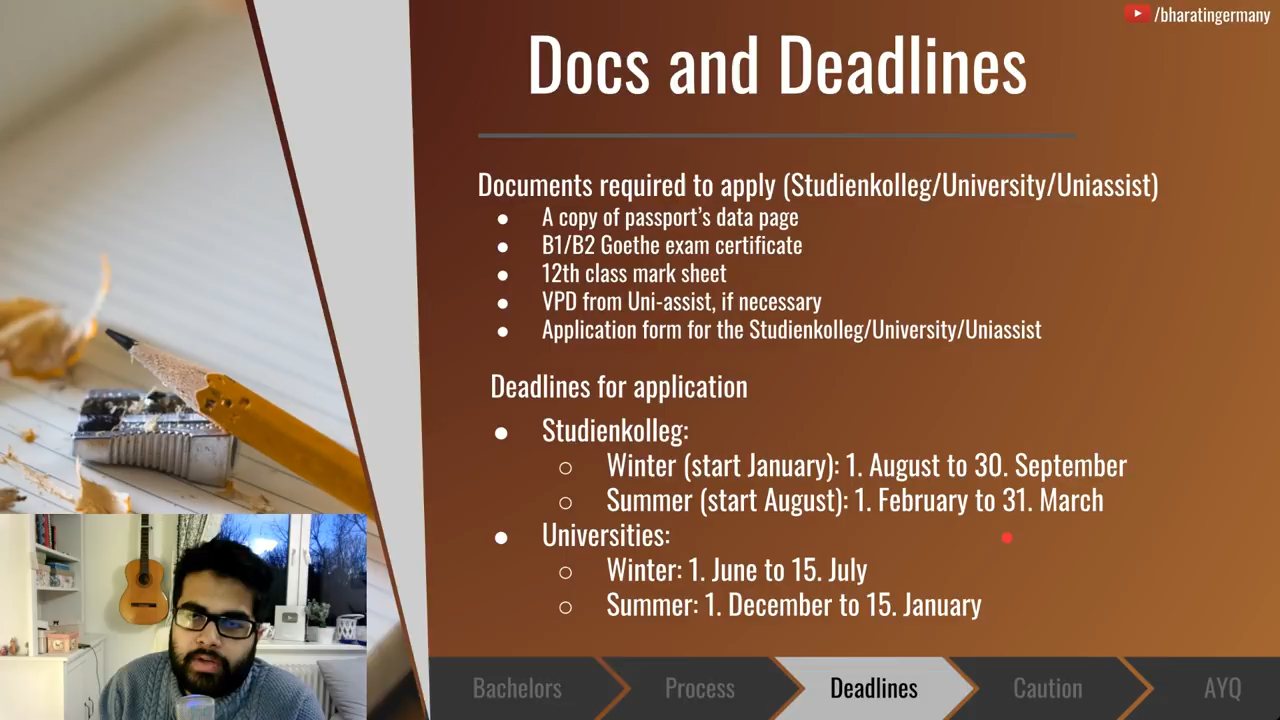 /bharatingermany
Docs and Deadlines
Documents required to apply (Studienkolleg/University/Uniassist)
● A copy of passport’s data page
● B1/B2 Goethe exam certificate
● 12th class mark sheet
● VPD from Uni-assist, if necessary
● Application form for the Studienkolleg/University/Uniassist
Deadlines for application
● Studienkolleg:
○ Winter (start January): 1. August to 30. September
○ Summer (start August): 1. February to 31. March
● Universities:
○ Winter: 1. June to 15. July
○ Summer: 1. December to 15. January
Bachelors
Process
Deadlines
Caution
AYQ